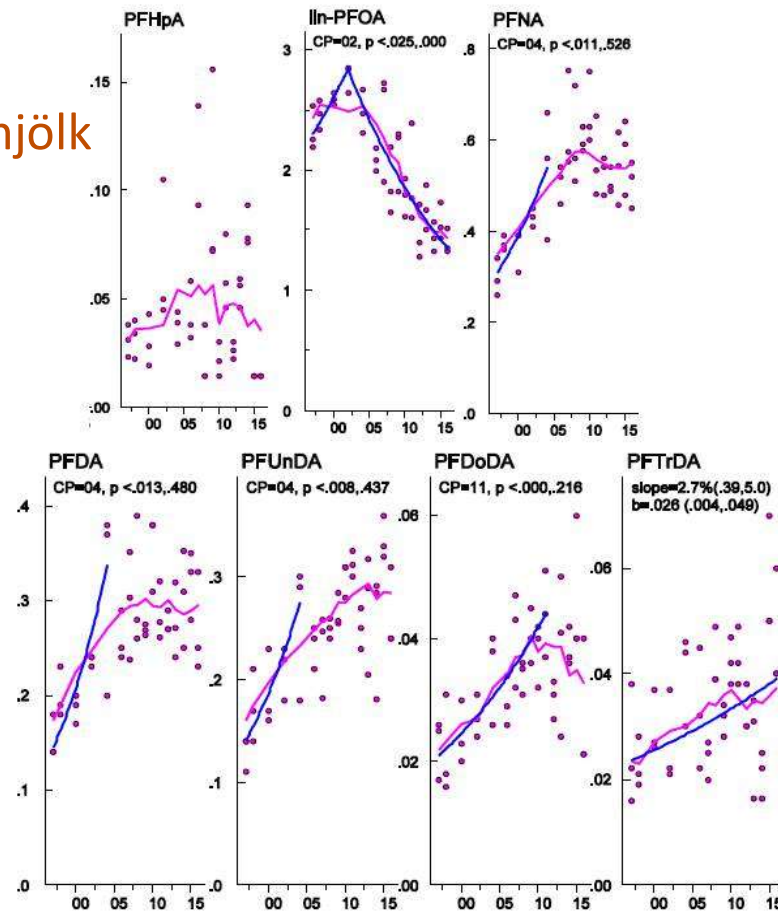 njölk
PFHpA
.15
.10
.05
.00
00 05 10 15
lin-PFOA
CP=02, p <.025,.000
3
2
1
0
00 05 10 15
PFNA
CP=04, p <.011,.526
.8
.6
.4
.2
.0
00 05 10 15
PFDA
CP=04, p <.013,.480
.4
.3
.2
.1
.0
00 05 10 15
PFUnDA
CP=04, p <.008,.437
.3
.2
.1
.0
00 05 10 15
PFDoDA
CP=11, p <.000,.216
.06
.04
.02
.00
00 05 10 15
PFTrDA
slope=2.7%(.39,5.0)
b=.026 (.004,.049)
.06
.04
.02
.00
00 05 10 15